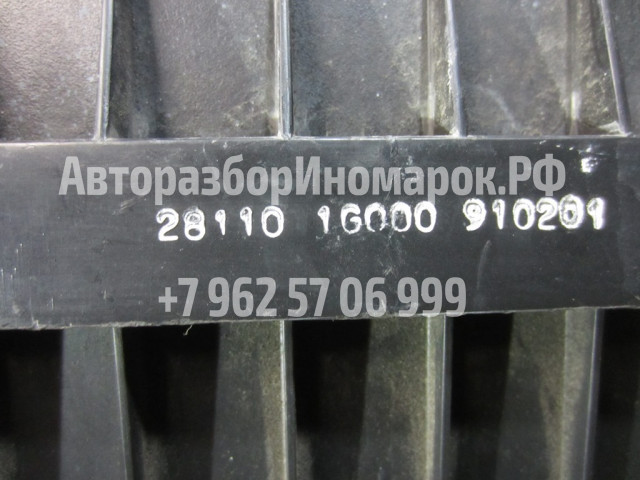 АвторазборИномарок.РФ
28110 1G000 910201
+7 962 57 06 999